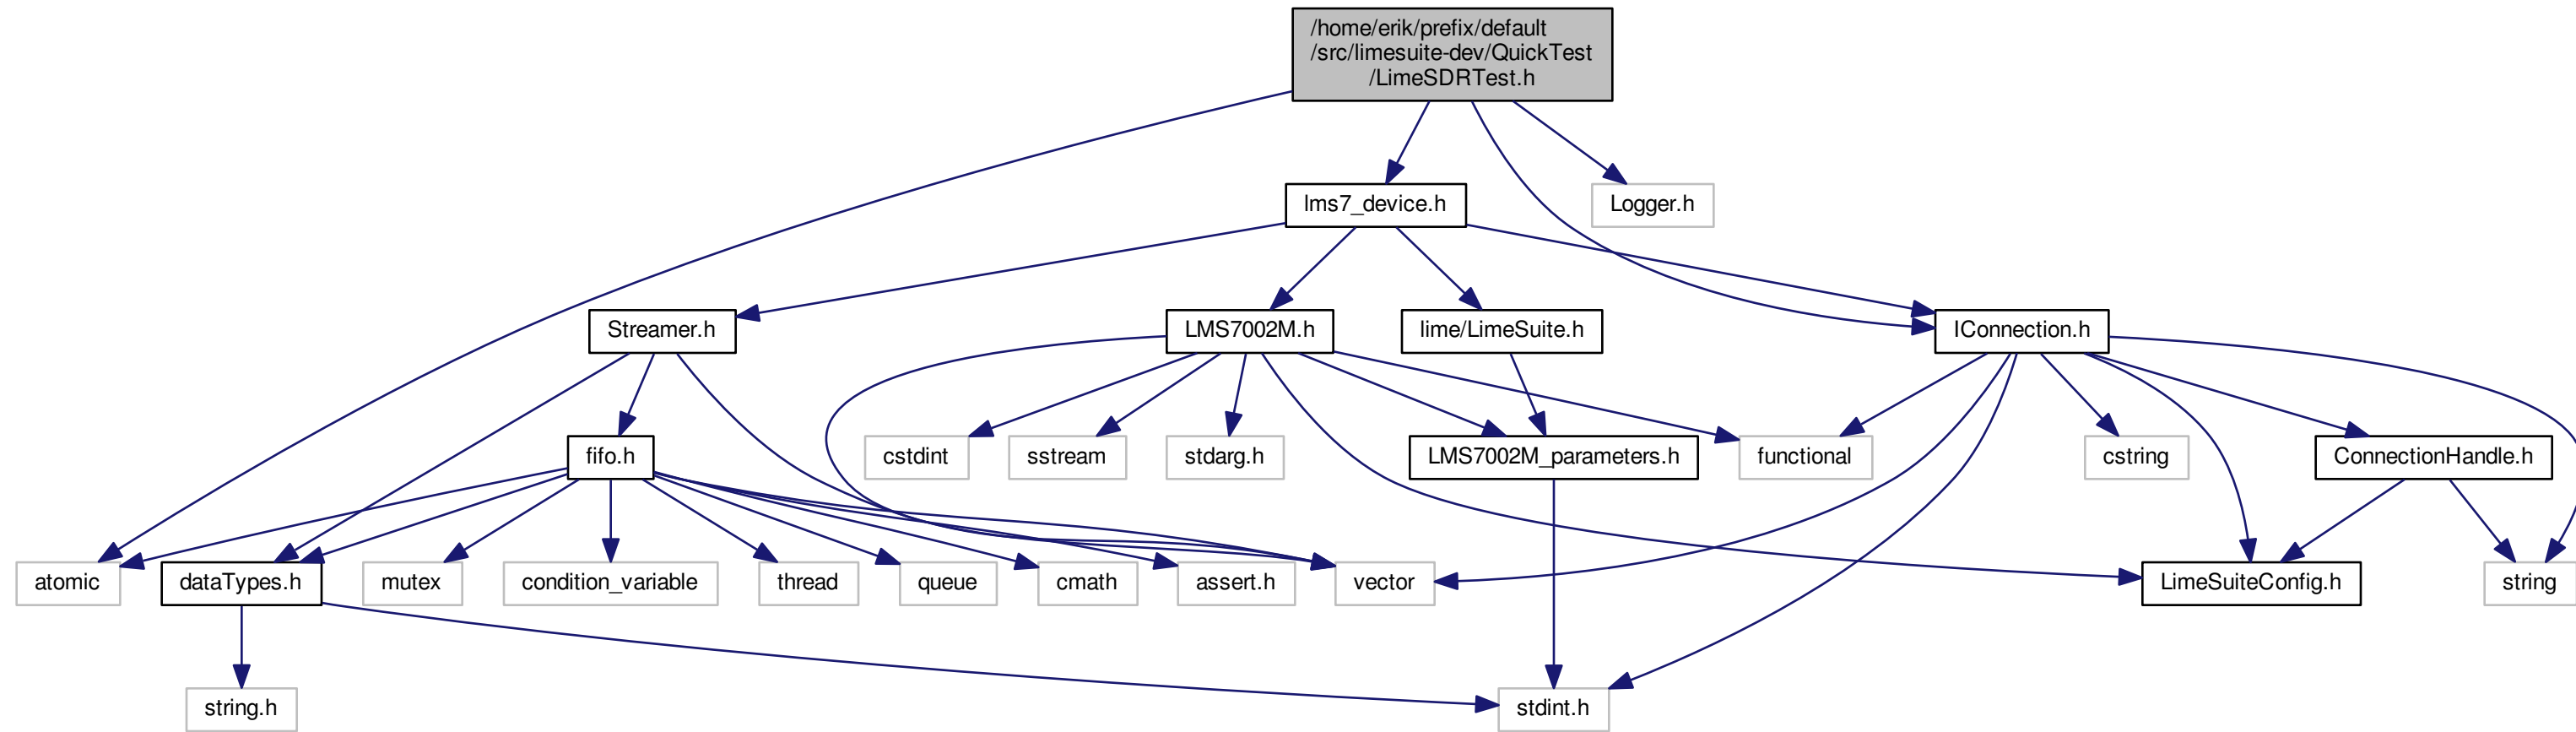 /home/erik/prefix/default
/src/limesuite-dev/QuickTest
/LimeSDRTest.h
lms7_device.h
Logger.h
Streamer.h
LMS7002M.h
lime/LimeSuite.h
IConnection.h
fifo.h
cstdint
sstream
stdarg.h
LMS7002M_parameters.h
functional
cstring
ConnectionHandle.h
atomic
dataTypes.h
mutex
condition_variable
thread
queue
cmath
assert.h
vector
LimeSuiteConfig.h
string
string.h
stdint.h